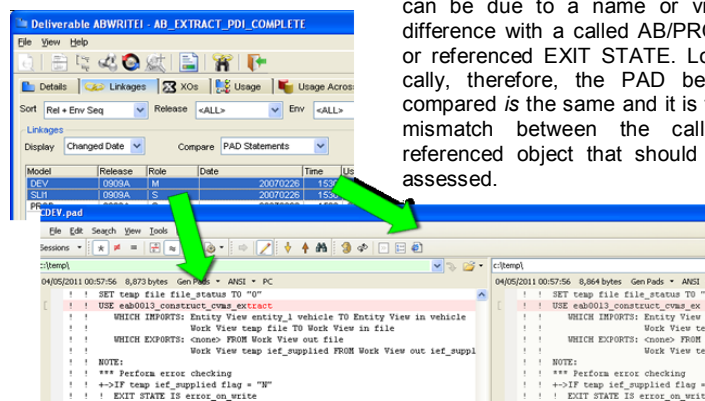 Deliverable ABWRITEI - AB_EXTRACT_PDI_COMPLETE
File View Help
Details Linkages XOs Usage Usage Acros
Sort Rel + Env Seq Release <ALL> Env <ALL>
Linkages
Display Changed Date Compare PAD Statements
Model Release Role Date Time Us
DEV 0909A M 20070226 1530
SLI1 0909A S 20070226
can be due to a name or vi
difference with a called AB/PRO
or referenced EXIT STATE. Lo
cally, therefore, the PAD be
compared is the same and it is
mismatch between the call
referenced object that should
assessed.
CDEV.pad
File Edit Search View Tools
Sessions
c:\temp\
04/05/2011 00:57:56 8,873 bytes Gen Pads ANSI PC
! ! SET temp file file_status TO "0"
! ! USE eab0013_construct_cvms_extract
! ! WHICH IMPORTS: Entity View entity_1 vehicle TO Entity View in vehicle
! ! Work View temp file TO Work View in file
! ! WHICH EXPORTS: <none> FROM Work View out file
! ! Work View temp ief_supplied FROM Work View out ief_suppl
! ! NOTE:
! ! *** Perform error checking
! ! +->IF temp ief_supplied flag = "N"
! ! ! EXIT STATE IS error_on_write
c:\temp\
04/05/2011 00:57:56 8,864 bytes Gen Pads ANSI
! ! SET temp file file_status TO "
! ! USE eab0013_construct_cvms_ex
! ! WHICH IMPORTS: Entity View
! ! Work View te
! ! WHICH EXPORTS: <none> FROM
! ! Work View te
! ! NOTE:
! ! *** Perform error checking
! ! +->IF temp ief_supplied flag =
! ! ! EXIT STATE IS error_on_writ